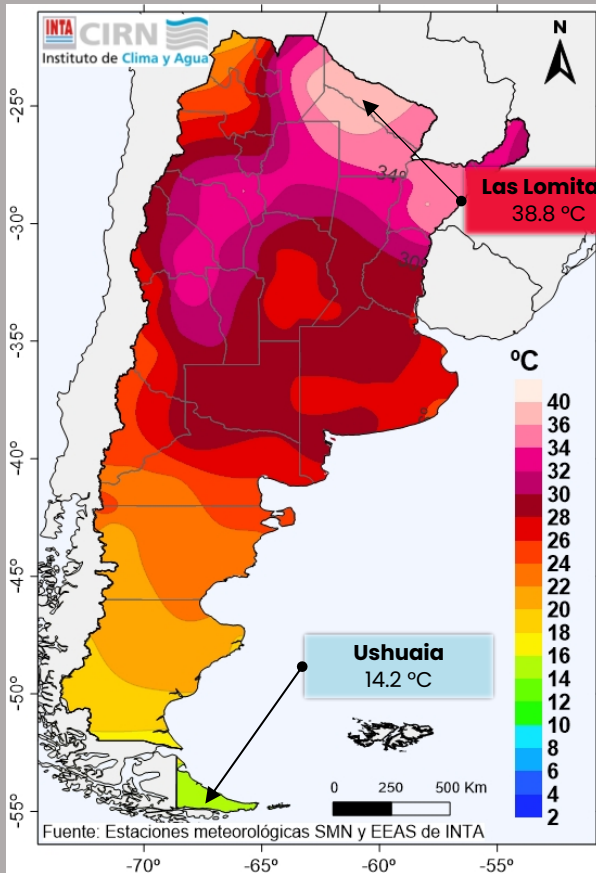 INTA CIRN
Instituto de Clima y Agua
N
-25°
-30°
-35°
-40°
-45°
-50°
-55°
34°
30°
Las Lomita
38.8 ºC
ºC
40
36
34
32
30
28
26
24
22
20
18
16
14
12
10
8
6
4
2
Ushuaia
14.2 ºC
0 250 500 Km
Fuente: Estaciones meteorológicas SMN y EEAS de INTA
-70° -65° -60° -55°